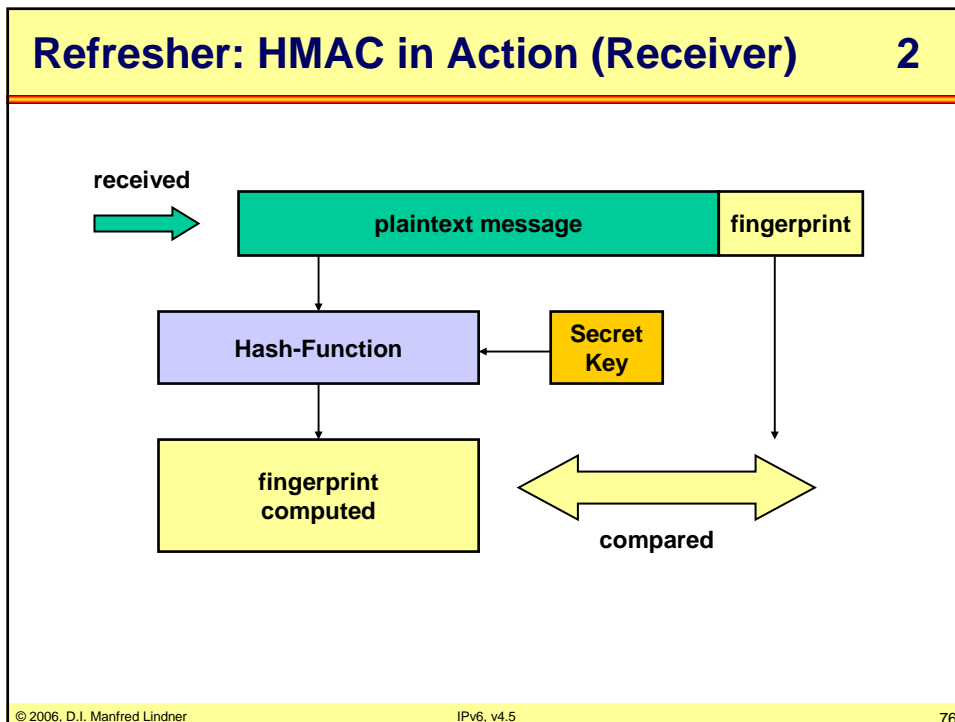 Refresher: HMAC in Action (Receiver) 2
received
plaintext message
fingerprint
Hash-Function
Secret
Key
fingerprint
computed
compared
© 2006, D.I. Manfred Lindner
IPv6, v4.5
76